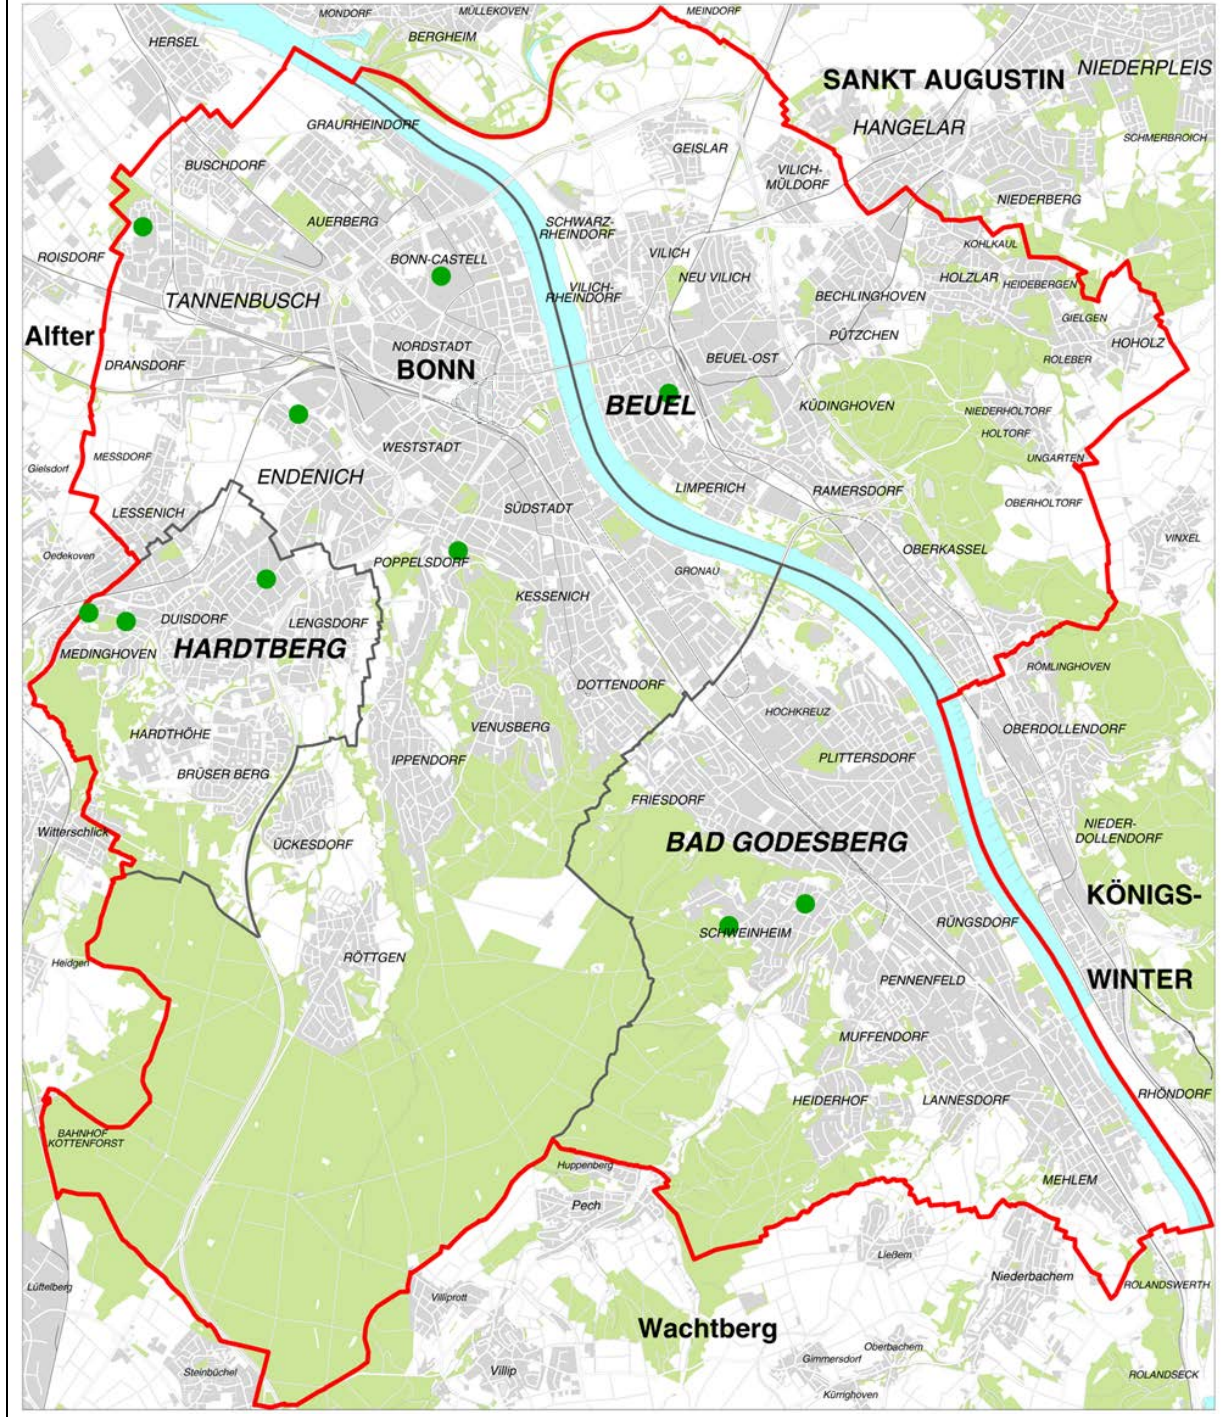 MONDORF
MÜLLEKOVEN
MEINDORF
HERSEL
BERGHEIM
SANKT AUGUSTIN
NIEDERPLEIS
GRAURHEINDORF
HANGELAR
SCHMERBROICH
GEISLAR
BUSCHDORF
VILICH-
MÜLDORF
NIEDERBERG
AUERBERG
SCHWARZ-
RHEINDORF
KOHLKAUL
ROISDORF
BONN-CASTELL
VILICH
NEU VILICH
HOLZLAR
HEIDEBERGEN
TANNENBUSCH
VILICH-
RHEINDORF
BECHLINGHOVEN
GIELGEN
Alfter
PÜTZCHEN
HOHOLZ
NORDSTADT
BEUEL-OST
ROLEBER
DRANSDORF
BONN
BEUEL
KÜDINGHOVEN
NIEDERHOLTORF
HOLTORF
WESTSTADT
MESSDORF
UNGARTEN
Gielsdorf
ENDENICH
LIMPERICH
RAMERSDORF
OBERHOLTORF
LESSENICH
SÜDSTADT
VINXEL
OBERKASSEL
Oedekoven
POPPELSDORF
GRONAU
KESSENICH
DUISDORF
LENGSDORF
HARDTBERG
MEDINGHOVEN
RÖMLINGHOVEN
DOTTENDORF
HOCHKREUZ
VENUSBERG
OBERDOLLENDORF
HARDTHÖHE
IPPENDORF
PLITTERSDORF
BRÜSER BERG
FRIESDORF
NIEDER-
DOLLENDORF
Witterschlick
ÜCKESDORF
BAD GODESBERG
KÖNIGS-
RÜNGSDORF
SCHWEINHEIM
RÖTTGEN
Heidgen
PENNENFELD
WINTER
MUFFENDORF
RHÖNDORF
HEIDERHOF
LANNESDORF
BAHNHOF
KOTTENFORST
Huppenberg
MEHLEM
Pech
Ließem
Niederbachem
Lüftelberg
ROLANDSWERTH
Villiprott
Wachtberg
Oberbachem
Gimmersdorf
Steinbüchel
Villip
ROLANDSECK
Kürrighoven